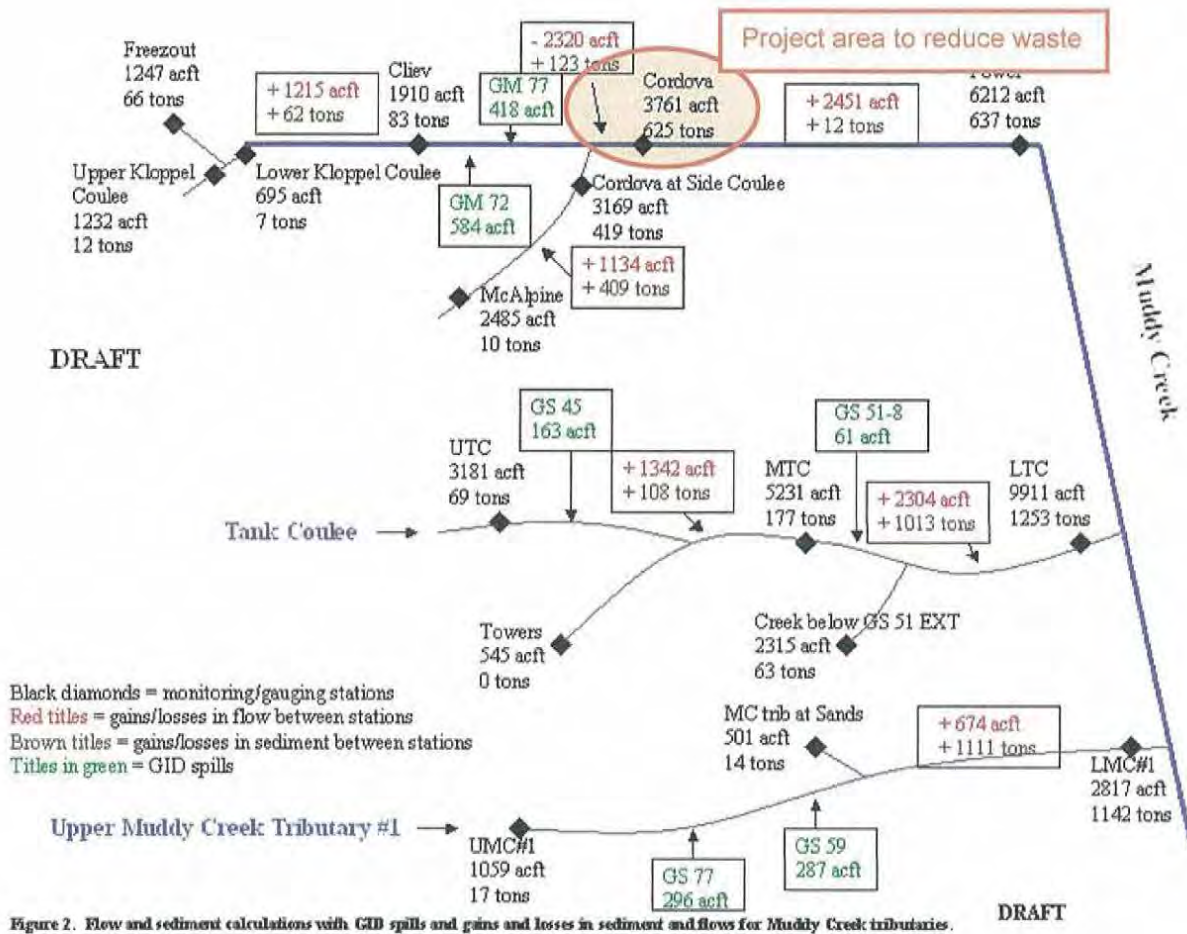 Project area to reduce waste
Freezout
1247 acft
66 tons
+ 1215 acft
+ 62 tons
Cliev
1910 acft
83 tons
GM 77
418 acft
- 2320 acft
+ 123 tons
Cordova
3761 acft
625 tons
+ 2451 acft
+ 12 tons
Power
6212 acft
637 tons
Upper Kloppel
Coulee
1232 acft
12 tons
Lower Kloppel Coulee
695 acft
7 tons
GM 72
584 acft
Cordova at Side Coulee
3169 acft
419 tons
+ 1134 acft
+ 409 tons
McAlpine
2485 acft
10 tons
DRAFT
Muddy Creek
GS 45
163 acft
GS 51-8
61 acft
UTC
3181 acft
69 tons
+ 1342 acft
+ 108 tons
MTC
5231 acft
177 tons
+ 2304 acft
+ 1013 tons
LTC
9911 acft
1253 tons
Tank Coulee
Towers
545 acft
0 tons
Creek below GS 51 EXT
2315 acft
63 tons
Black diamonds = monitoring/gauging stations
Red titles = gains/losses in flow between stations
Brown titles = gains/losses in sediment between stations
Titles in green = GID spills
MC trib at Sands
501 acft
14 tons
+ 674 acft
+ 1111 tons
LMC#1
2817 acft
1142 tons
Upper Muddy Creek Tributary #1
UMC#1
1059 acft
17 tons
GS 77
296 acft
GS 59
287 acft
DRAFT
Figure 2. Flow and sediment calculations with GID spills and gains and losses in sediment and flows for Muddy Creek tributaries.